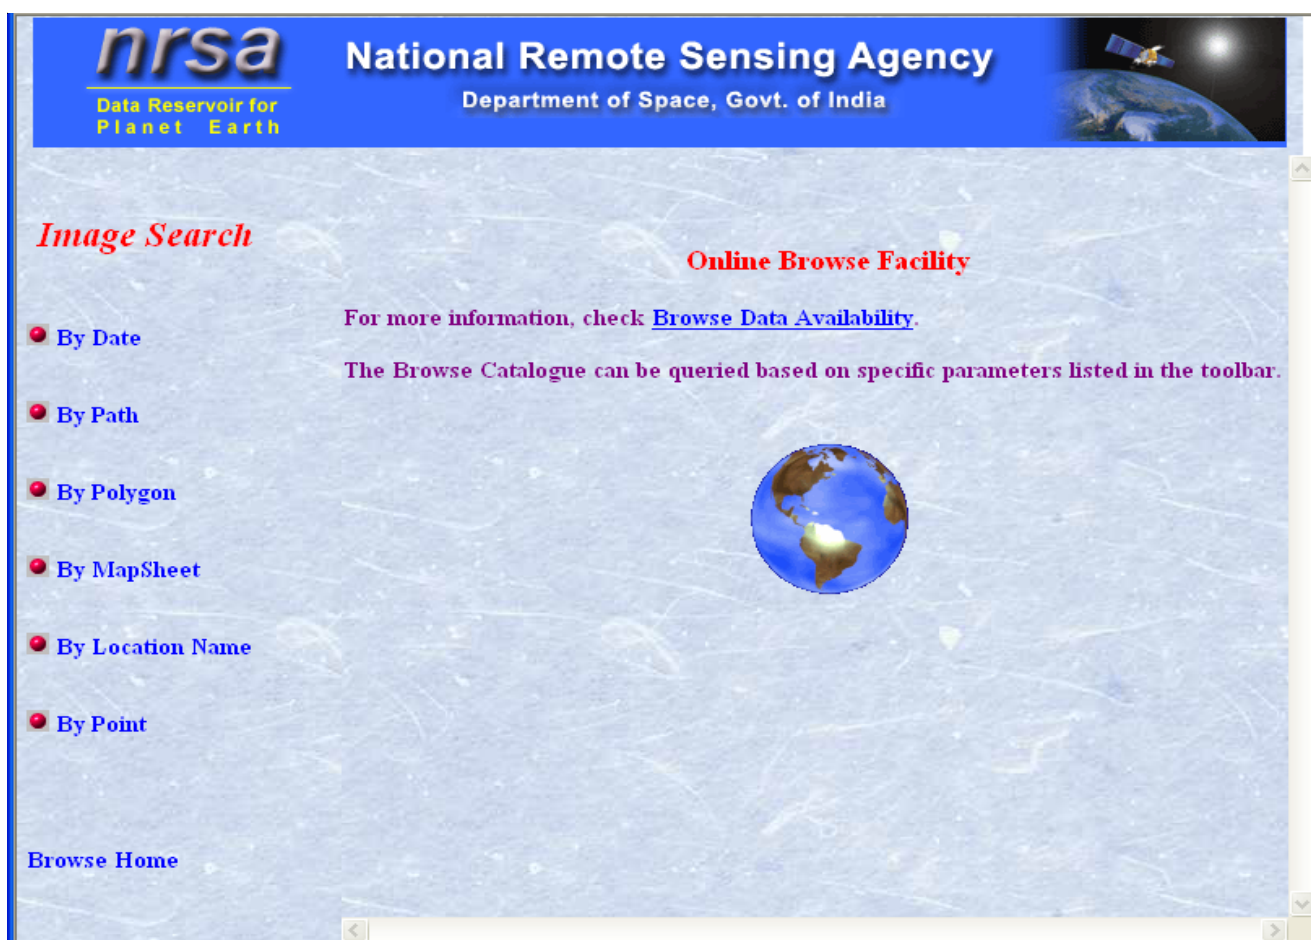 nrsa
Data Reservoir for
Planet Earth
National Remote Sensing Agency
Department of Space, Govt. of India
Image Search
By Date
By Path
By Polygon
By MapSheet
By Location Name
By Point
Browse Home
Online Browse Facility
For more information, check Browse Data Availability.
The Browse Catalogue can be queried based on specific parameters listed in the toolbar.